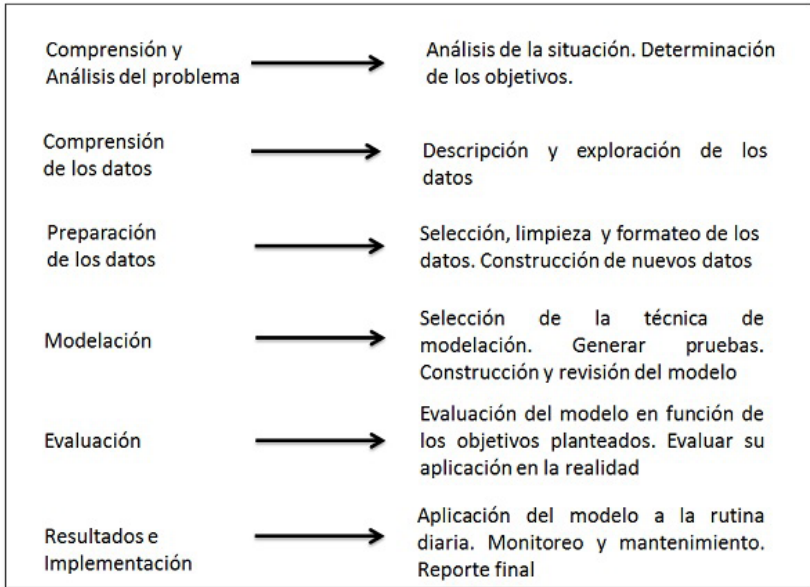 Comprensión y
Análisis del problema
Análisis de la situación. Determinación
de los objetivos.
Comprensión
de los datos
Descripción y exploración de los
datos
Preparación
de los datos
Selección, limpieza y formateo de los
datos. Construcción de nuevos datos
Modelación
Selección de la técnica de
modelación. Generar pruebas.
Construcción y revisión del modelo
Evaluación
Evaluación del modelo en función de
los objetivos planteados. Evaluar su
aplicación en la realidad
Resultados e
Implementación
Aplicación del modelo a la rutina
diaria. Monitoreo y mantenimiento.
Reporte final